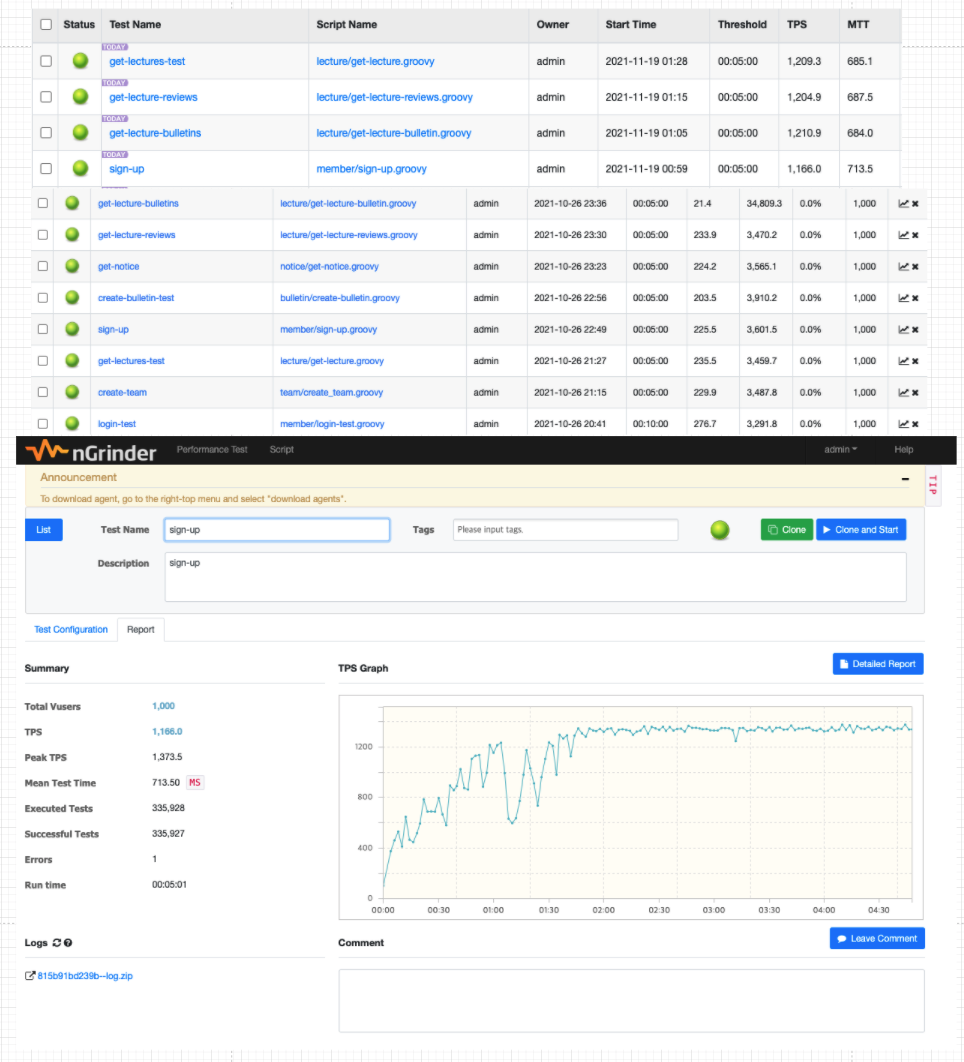 Status Test Name Script Name Owner Start Time Threshold TPS MTT
TODAY
get-lectures-test lecture/get-lecture.groovy admin 2021-11-19 01:28 00:05:00 1,209.3 685.1
TODAY
get-lecture-reviews lecture/get-lecture-reviews.groovy admin 2021-11-19 01:15 00:05:00 1,204.9 687.5
TODAY
get-lecture-bulletins lecture/get-lecture-bulletin.groovy admin 2021-11-19 01:05 00:05:00 1,210.9 684.0
TODAY
sign-up member/sign-up.groovy admin 2021-11-19 00:59 00:05:00 1,166.0 713.5
get-lecture-bulletins lecture/get-lecture-bulletin.groovy admin 2021-10-26 23:36 00:05:00 21.4 34,809.3 0.0% 1,000
get-lecture-reviews lecture/get-lecture-reviews.groovy admin 2021-10-26 23:30 00:05:00 233.9 3,470.2 0.0% 1,000
get-notice notice/get-notice.groovy admin 2021-10-26 23:23 00:05:00 224.2 3,565.1 0.0% 1,000
create-bulletin-test bulletin/create-bulletin.groovy admin 2021-10-26 22:56 00:05:00 203.5 3,910.2 0.0% 1,000
sign-up member/sign-up.groovy admin 2021-10-26 22:49 00:05:00 225.5 3,601.5 0.0% 1,000
get-lectures-test lecture/get-lecture.groovy admin 2021-10-26 21:27 00:05:00 235.5 3,459.7 0.0% 1,000
create-team team/create_team.groovy admin 2021-10-26 21:15 00:05:00 229.9 3,487.8 0.0% 1,000
login-test member/login-test.groovy admin 2021-10-26 20:41 00:10:00 276.7 3,291.8 0.0% 1,000
nGrinder Performance Test Script admin Help
Announcement
TIP
To download agent, go to the right-top menu and select "download agents".
List Test Name sign-up Tags Please input tags. Clone Clone and Start
Description sign-up
Test Configuration Report
Summary TPS Graph Detailed Report
Total Vusers 1,000
TPS 1,166.0
Peak TPS 1,373.5
Mean Test Time 713.50 MS
Executed Tests 335,928
Successful Tests 335,927
Errors 1
Run time 00:05:01
1200
800
400
0
00:00 00:30 01:00 01:30 02:00 02:30 03:00 03:30 04:00 04:30
Logs Comment Leave Comment
815b91bd239b--log.zip